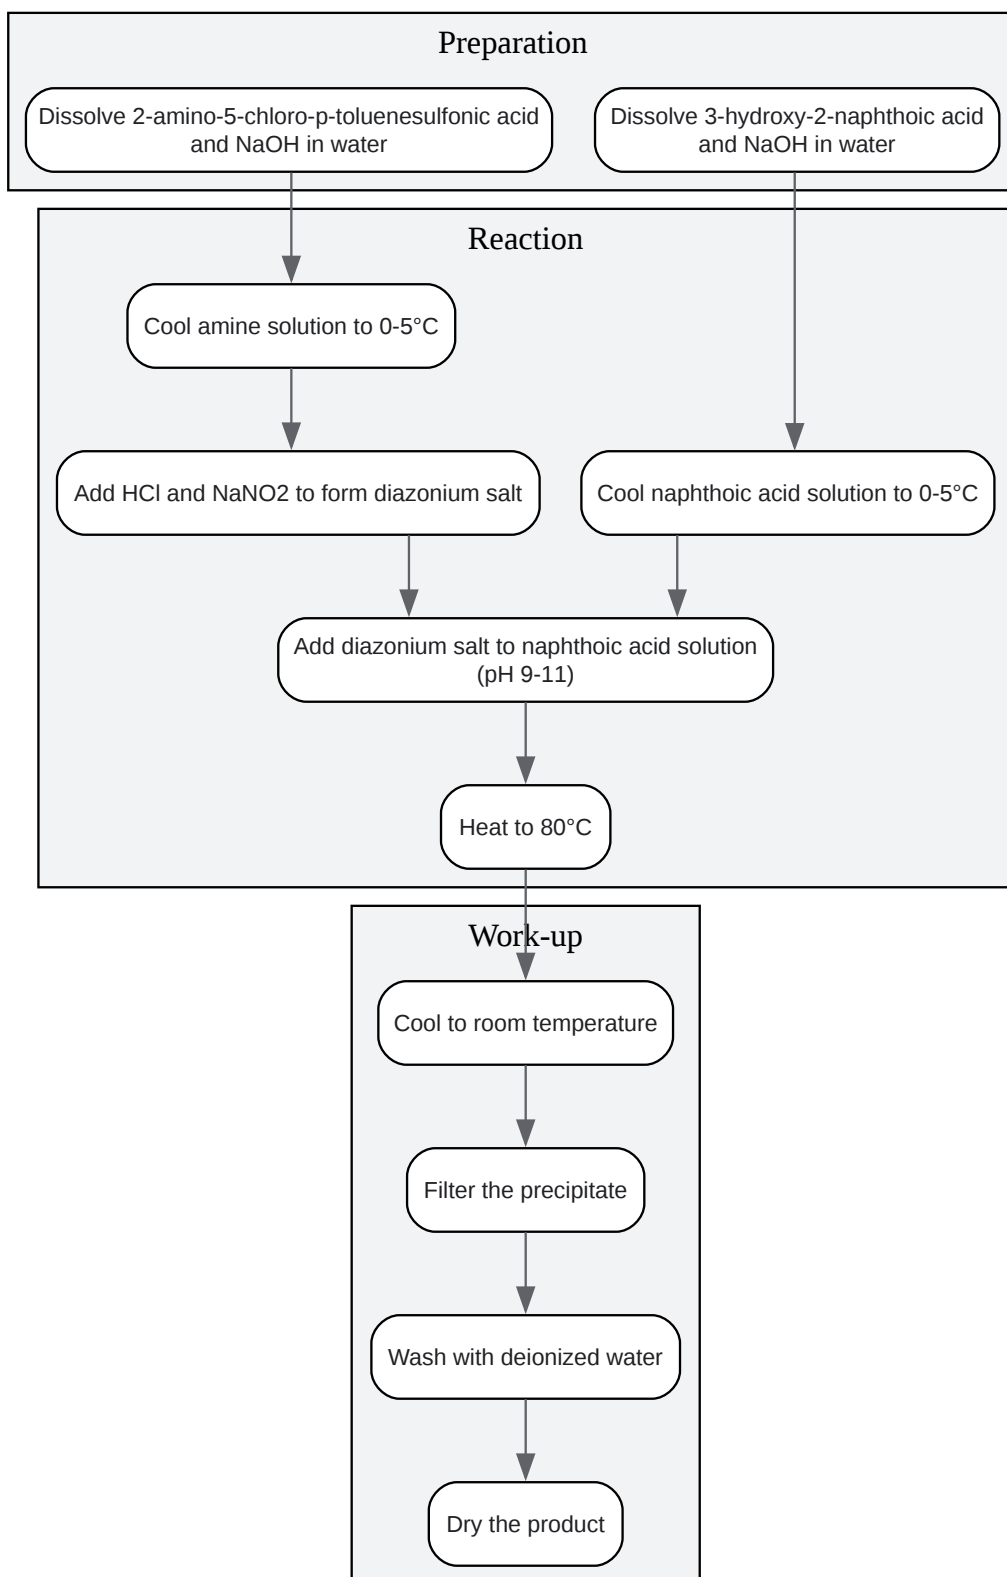 Preparation
Dissolve 2-amino-5-chloro-p-toluenesulfonic acid
and NaOH in water
Dissolve 3-hydroxy-2-naphthoic acid
and NaOH in water
Reaction
Cool amine solution to 0-5°C
Add HCl and NaNO2 to form diazonium salt
Cool naphthoic acid solution to 0-5°C
Add diazonium salt to naphthoic acid solution
(pH 9-11)
Heat to 80°C
Work-up
Cool to room temperature
Filter the precipitate
Wash with deionized water
Dry the product